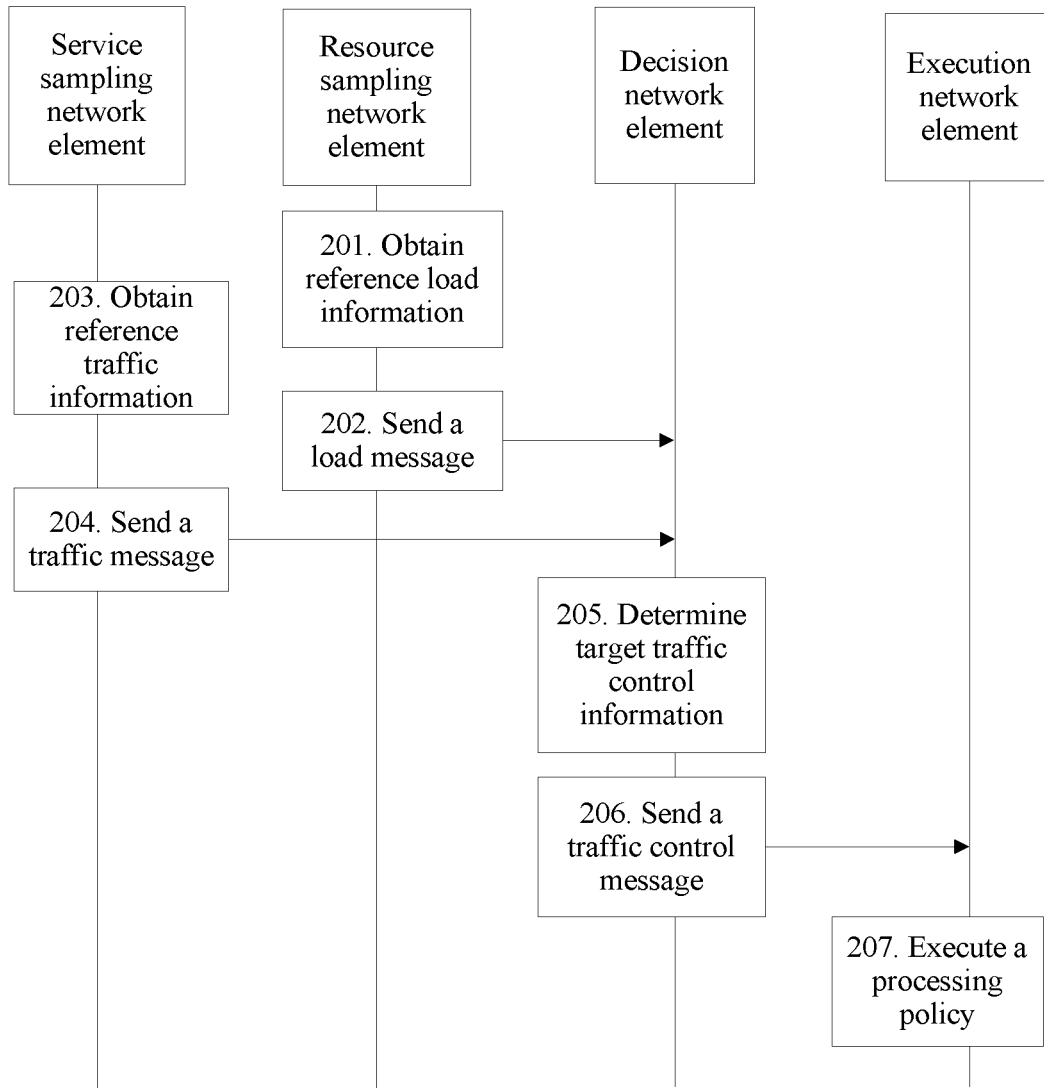 Service
sampling
network
element
Resource
sampling
network
element
Decision
network
element
Execution
network
element
201. Obtain
reference load
information
203. Obtain
reference
traffic
information
202. Send a
load message
204. Send a
traffic message
205. Determine
target traffic
control
information
206. Send a
traffic control
message
207. Execute a
processing
policy